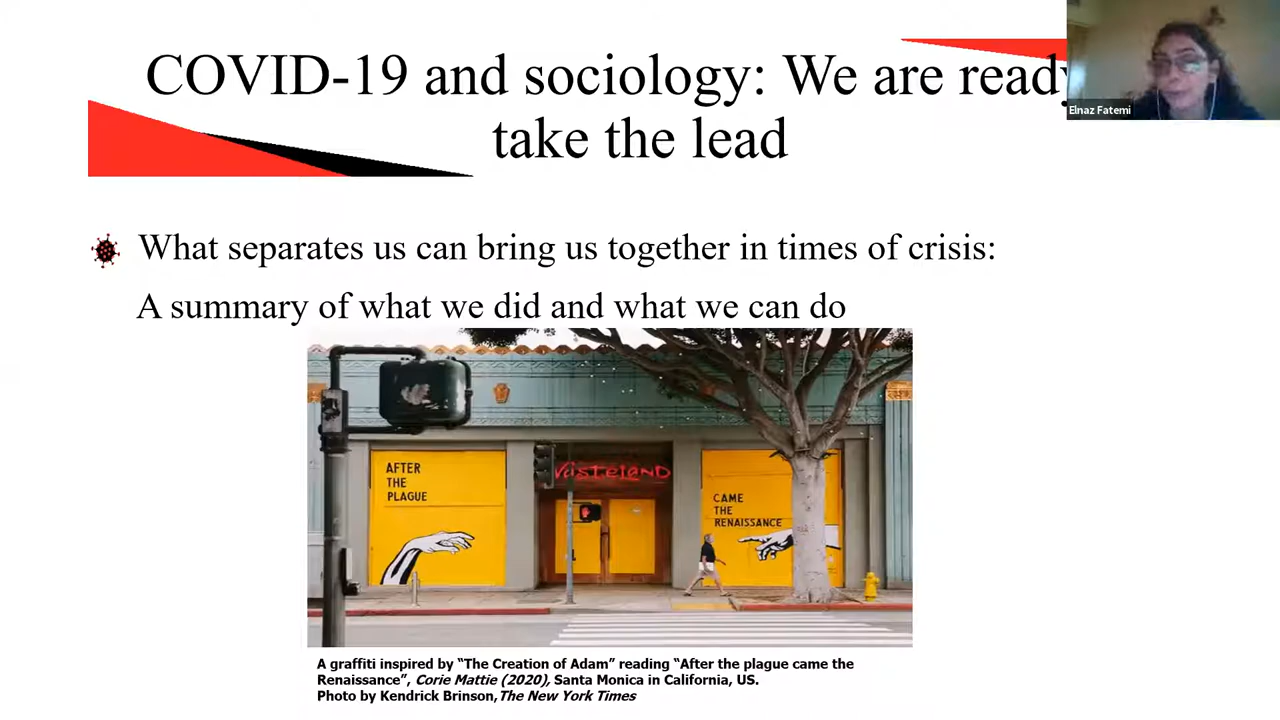 COVID-19 and sociology: We are ready
take the lead
Elnaz Fatemi
What separates us can bring us together in times of crisis:
A summary of what we did and what we can do
AFTER
THE
PLAGUE
Wasteland
CAME
THE
RENAISSANCE
A graffiti inspired by “The Creation of Adam” reading “After the plague came the
Renaissance”, Corie Mattie (2020), Santa Monica in California, US.
Photo by Kendrick Brinson,The New York Times